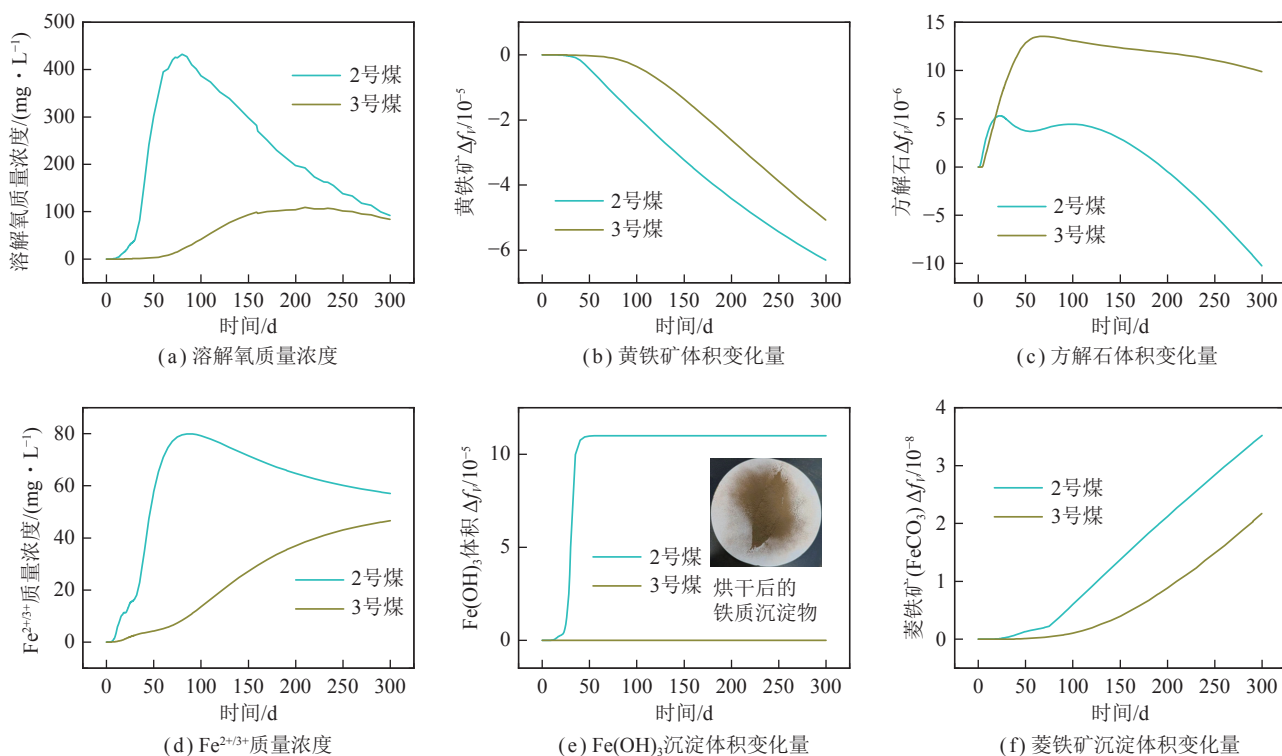 500
400
300
200
100
0
溶解氧质量浓度/(mg·L⁻¹)
2号煤
3号煤
0 50 100 150 200 250 300
时间/d
(a) 溶解氧质量浓度
0
−2
−4
−6
黄铁矿 Δfᵢ/10⁻⁵
2号煤
3号煤
0 50 100 150 200 250 300
时间/d
(b) 黄铁矿体积变化量
15
10
5
0
−5
−10
方解石 Δfᵢ/10⁻⁶
2号煤
3号煤
0 50 100 150 200 250 300
时间/d
(c) 方解石体积变化量
80
60
40
20
0
Fe²⁺ᐟ³⁺质量浓度/(mg·L⁻¹)
2号煤
3号煤
0 50 100 150 200 250 300
时间/d
(d) Fe²⁺ᐟ³⁺质量浓度
10
5
0
Fe(OH)₃体积 Δfᵢ/10⁻⁵
2号煤
3号煤
烘干后的
铁质沉淀物
0 50 100 150 200 250 300
时间/d
(e) Fe(OH)₃沉淀体积变化量
4
3
2
1
0
菱铁矿(FeCO₃) Δfᵢ/10⁻⁸
2号煤
3号煤
0 50 100 150 200 250 300
时间/d
(f) 菱铁矿沉淀体积变化量